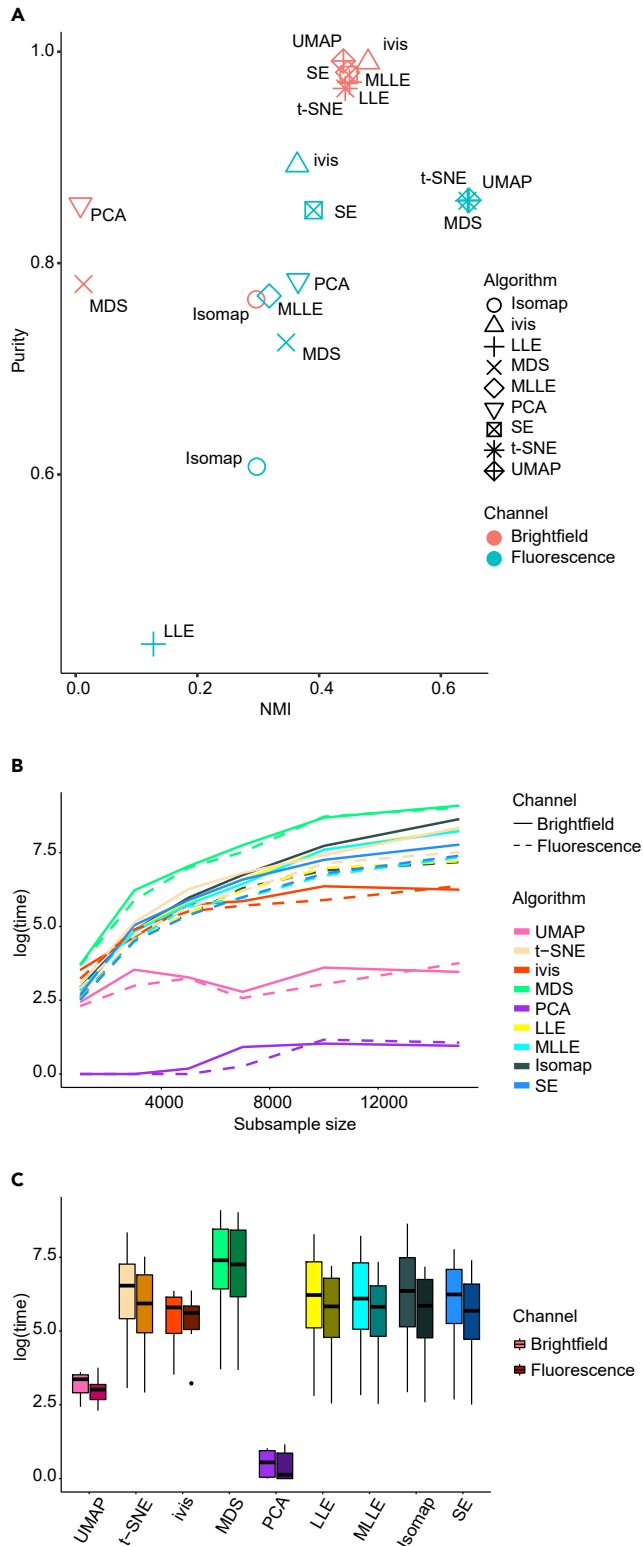 A
1.0
0.8
0.6
Purity
0.0
0.2
0.4
0.6
NMI
UMAP
ivis
SE
MLLE
LLE
t-SNE
ivis
t-SNE
UMAP
SE
MDS
PCA
MDS
PCA
Isomap
MLLE
MDS
Isomap
LLE
Algorithm
Isomap
ivis
LLE
MDS
MLLE
PCA
SE
t-SNE
UMAP
Channel
Brightfield
Fluorescence
B
7.5
5.0
2.5
0.0
log(time)
4000
8000
12000
Subsample size
Channel
Brightfield
Fluorescence
Algorithm
UMAP
t−SNE
ivis
MDS
PCA
LLE
MLLE
Isomap
SE
C
7.5
5.0
2.5
0.0
log(time)
UMAP
t-SNE
ivis
MDS
PCA
LLE
MLLE
Isomap
SE
Channel
Brightfield
Fluorescence